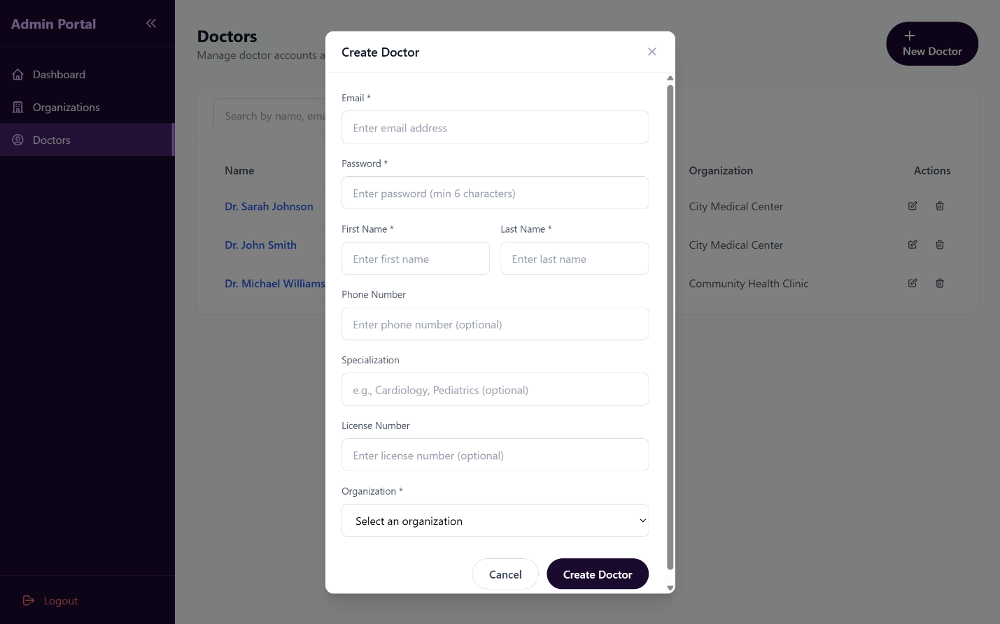 Admin Portal
Dashboard
Organizations
Doctors
Logout
Doctors
Manage doctor accounts a
New Doctor
Search by name, ema
Name
Organization
Actions
Dr. Sarah Johnson
City Medical Center
Dr. John Smith
City Medical Center
Dr. Michael Williams
Community Health Clinic
Create Doctor
Email *
Enter email address
Password *
Enter password (min 6 characters)
First Name *
Last Name *
Enter first name
Enter last name
Phone Number
Enter phone number (optional)
Specialization
e.g., Cardiology, Pediatrics (optional)
License Number
Enter license number (optional)
Organization *
Select an organization
Cancel
Create Doctor